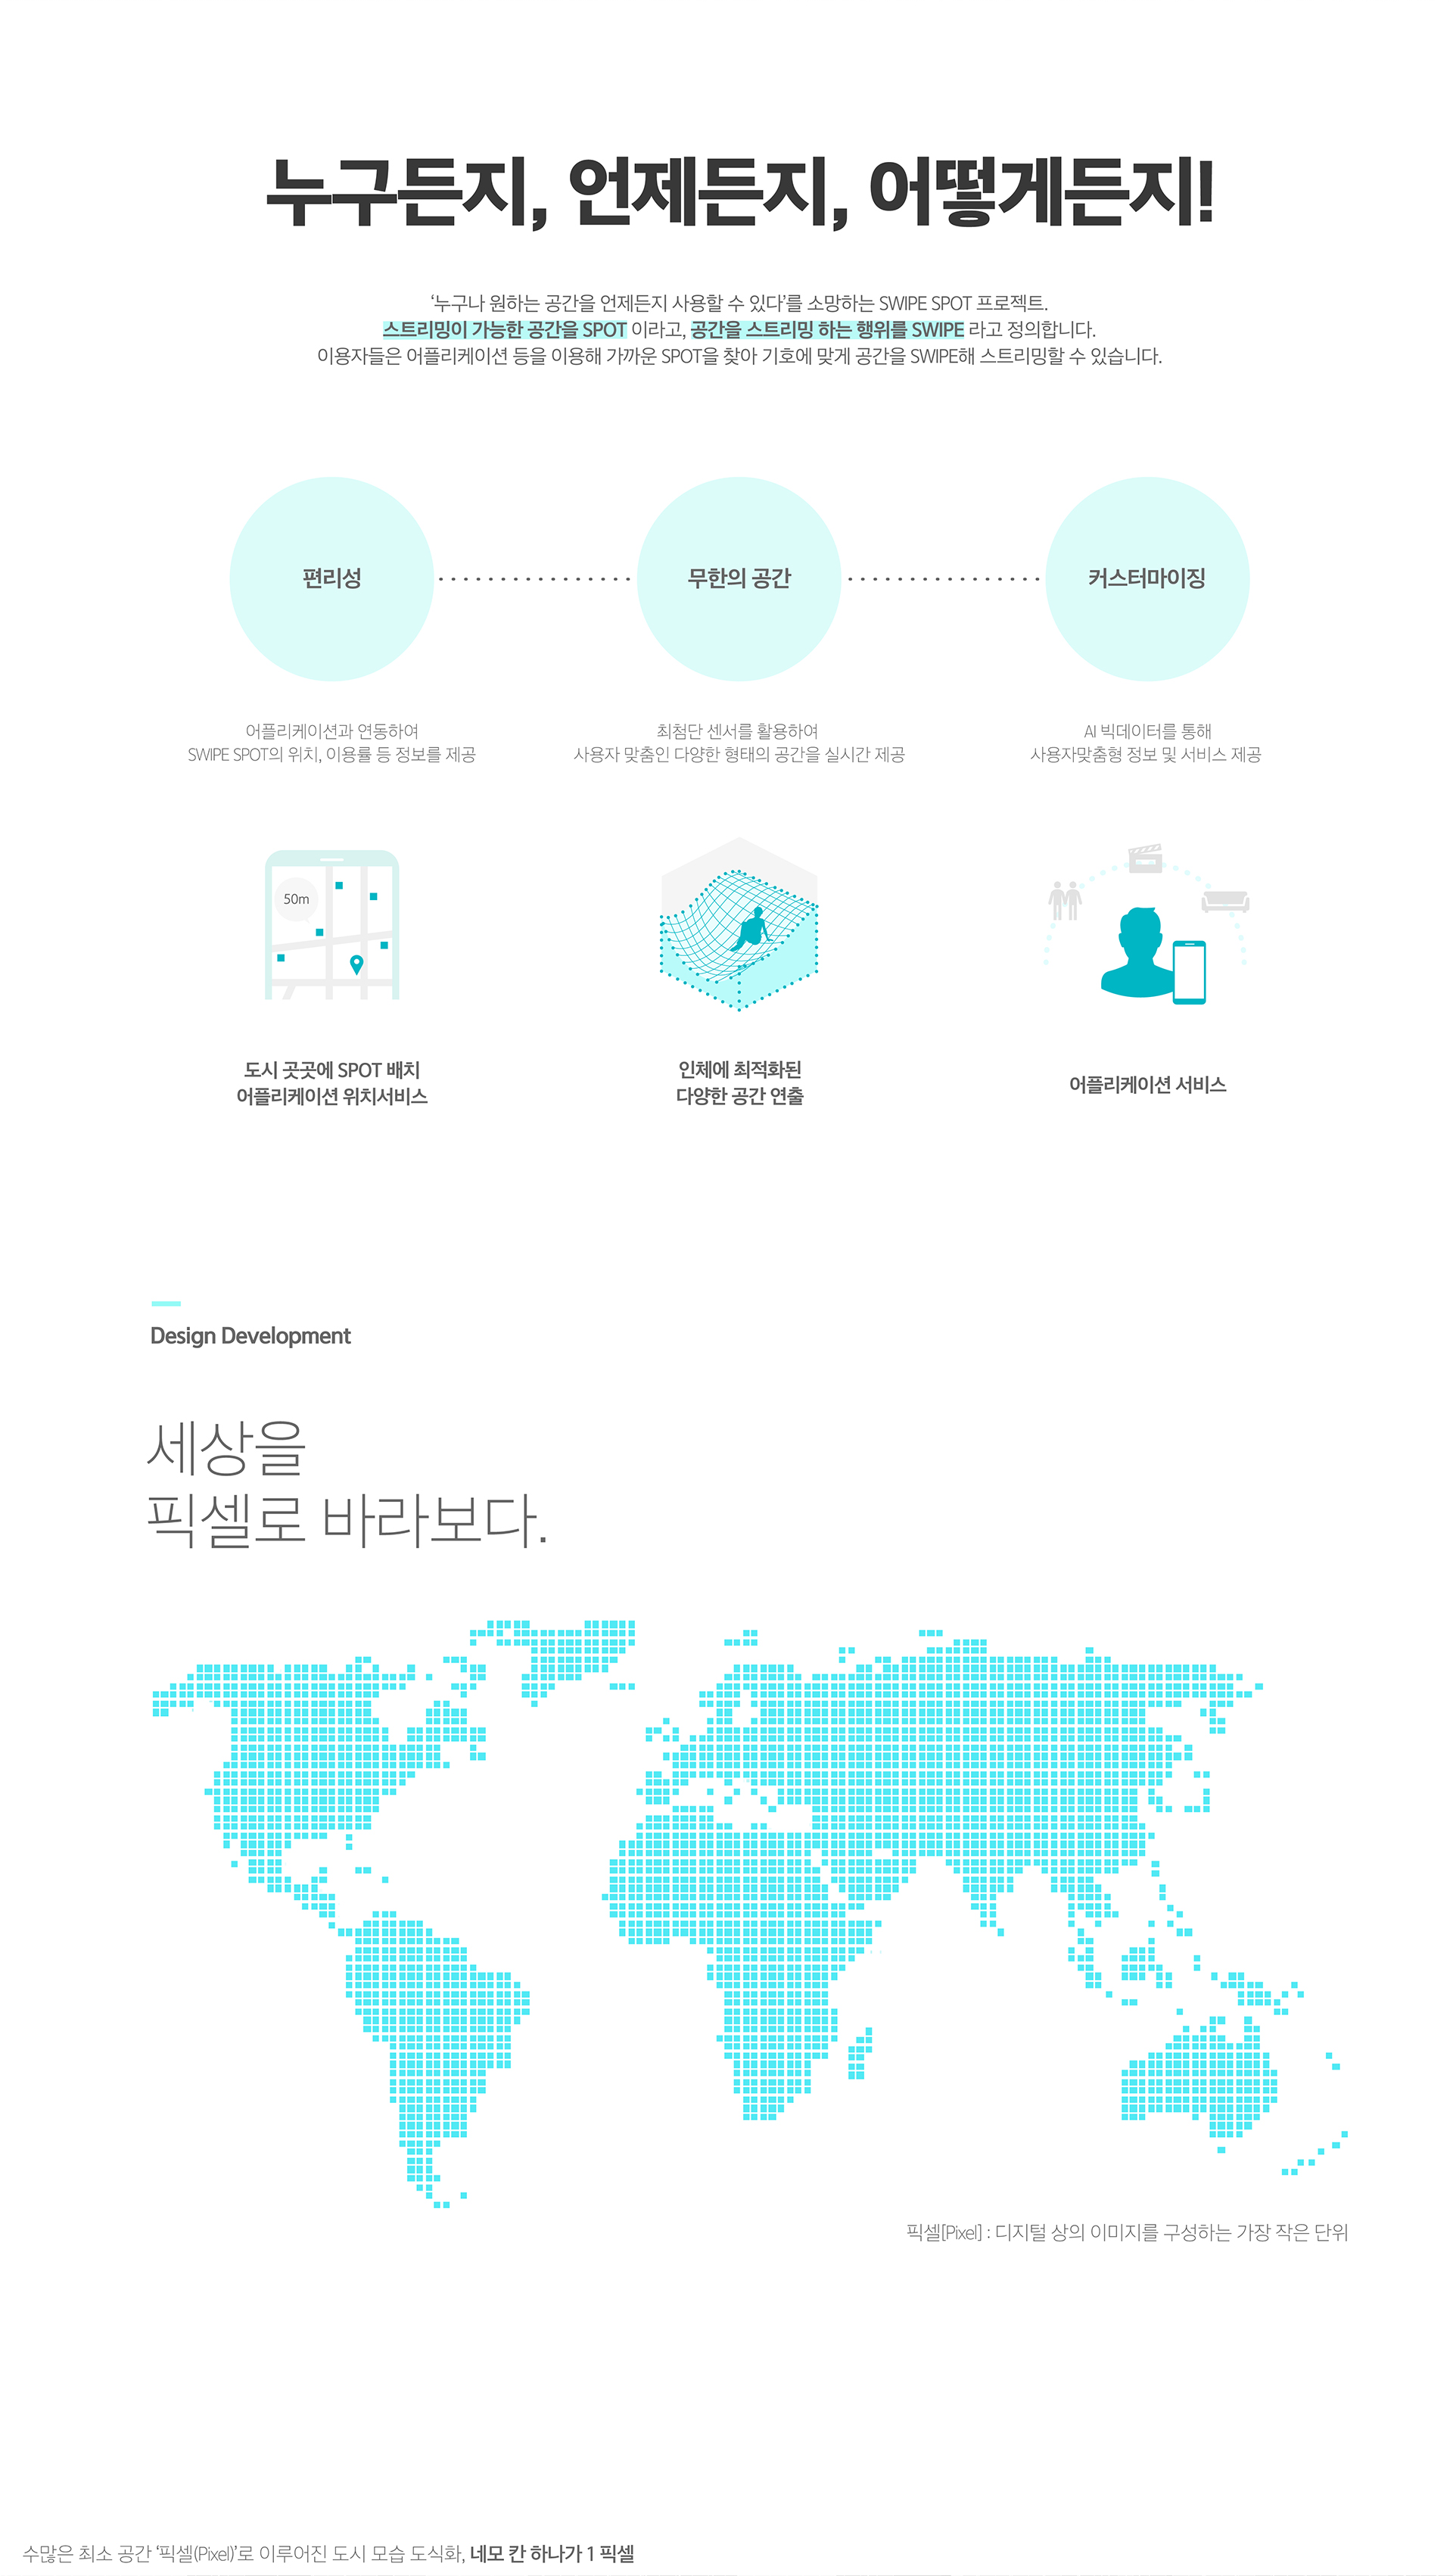 누구든지, 언제든지, 어떻게든지!
‘누구나 원하는 공간을 언제든지 사용할 수 있다’를 소망하는 SWIPE SPOT 프로젝트.
스트리밍이 가능한 공간을 SPOT 이라고, 공간을 스트리밍 하는 행위를 SWIPE 라고 정의합니다.
이용자들은 어플리케이션 등을 이용해 가까운 SPOT을 찾아 기호에 맞게 공간을 SWIPE해 스트리밍할 수 있습니다.
편리성
무한의 공간
커스터마이징
어플리케이션과 연동하여
SWIPE SPOT의 위치, 이용률 등 정보를 제공
최첨단 센서를 활용하여
사용자 맞춤인 다양한 형태의 공간을 실시간 제공
AI 빅데이터를 통해
사용자맞춤형 정보 및 서비스 제공
50m
도시 곳곳에 SPOT 배치
어플리케이션 위치서비스
인체에 최적화된
다양한 공간 연출
어플리케이션 서비스
Design Development
세상을
픽셀로 바라보다.
픽셀[Pixel] : 디지털 상의 이미지를 구성하는 가장 작은 단위
수많은 최소 공간 ‘픽셀(Pixel)’로 이루어진 도시 모습 도식화, 네모 칸 하나가 1 픽셀